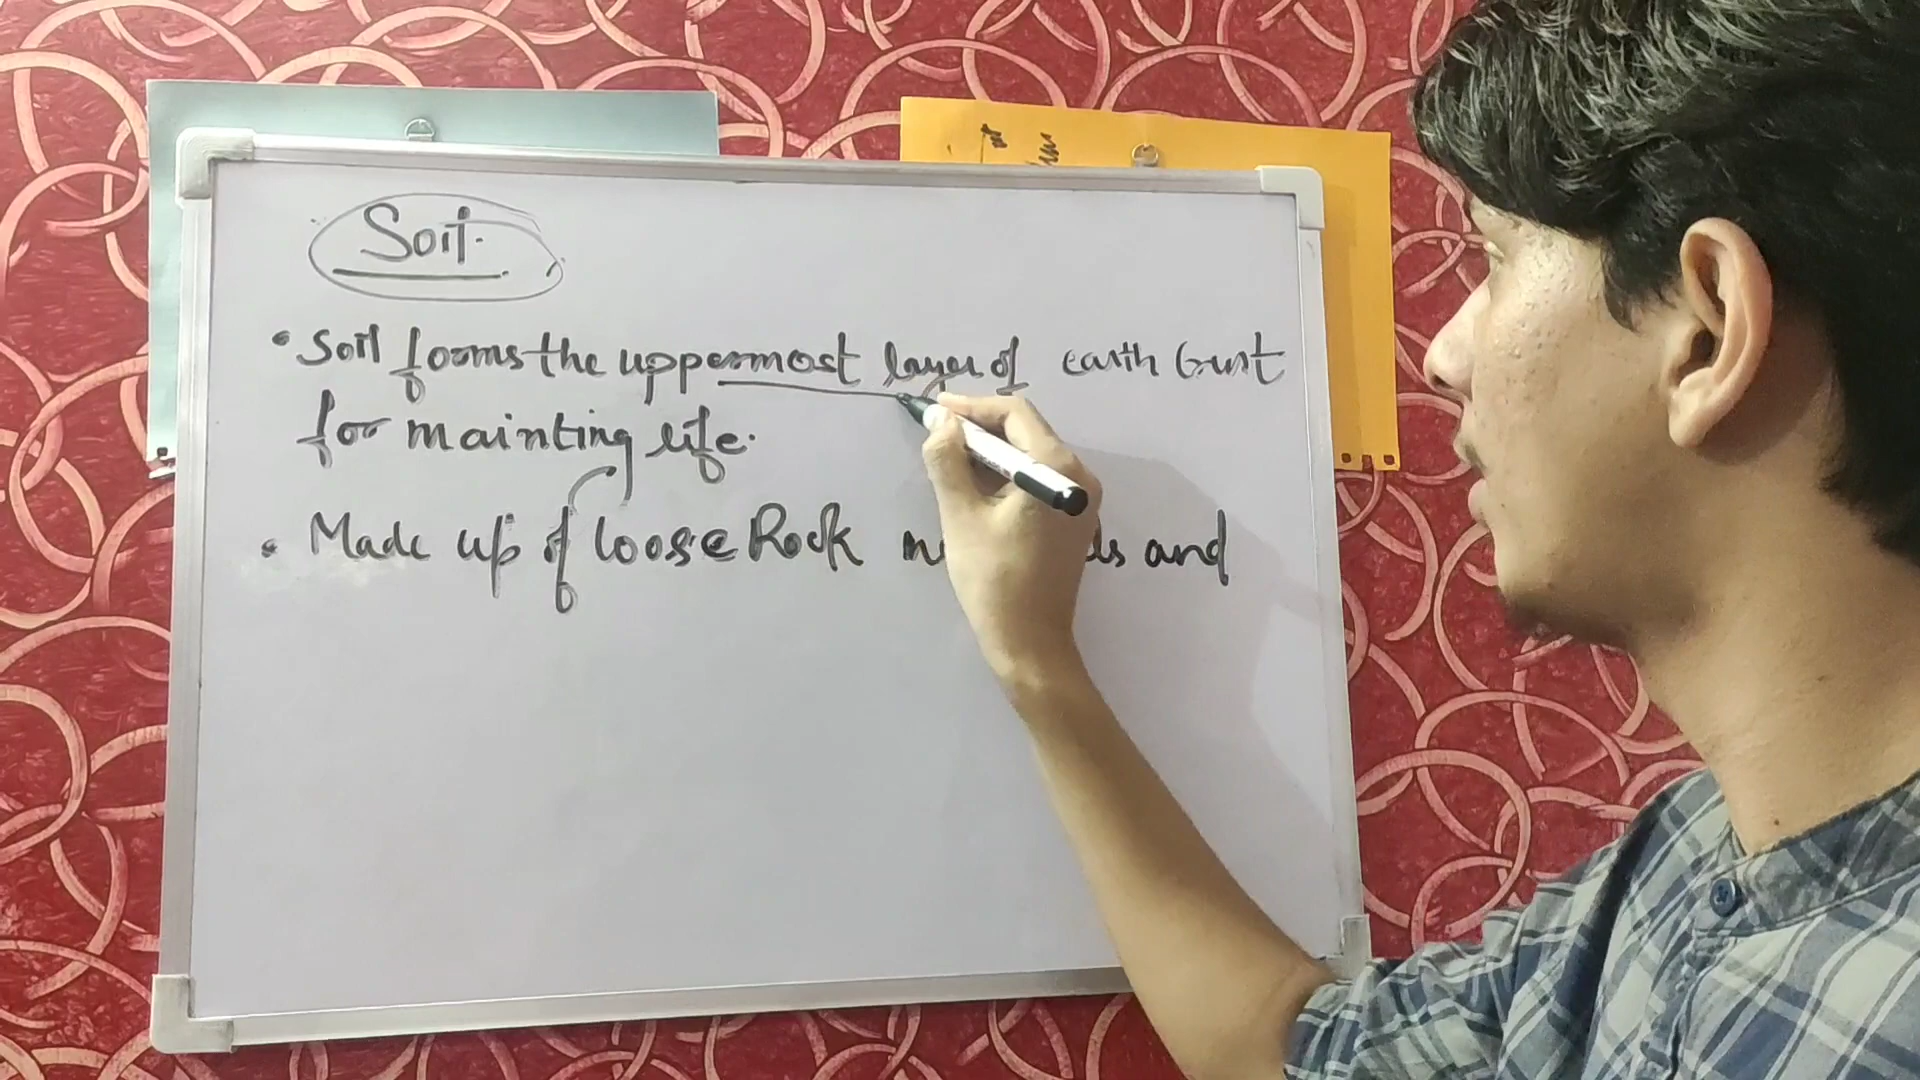 Soil.
• Soil forms the uppermost layer of earth Crust
for mainting life.
• Made up of loose Rock and